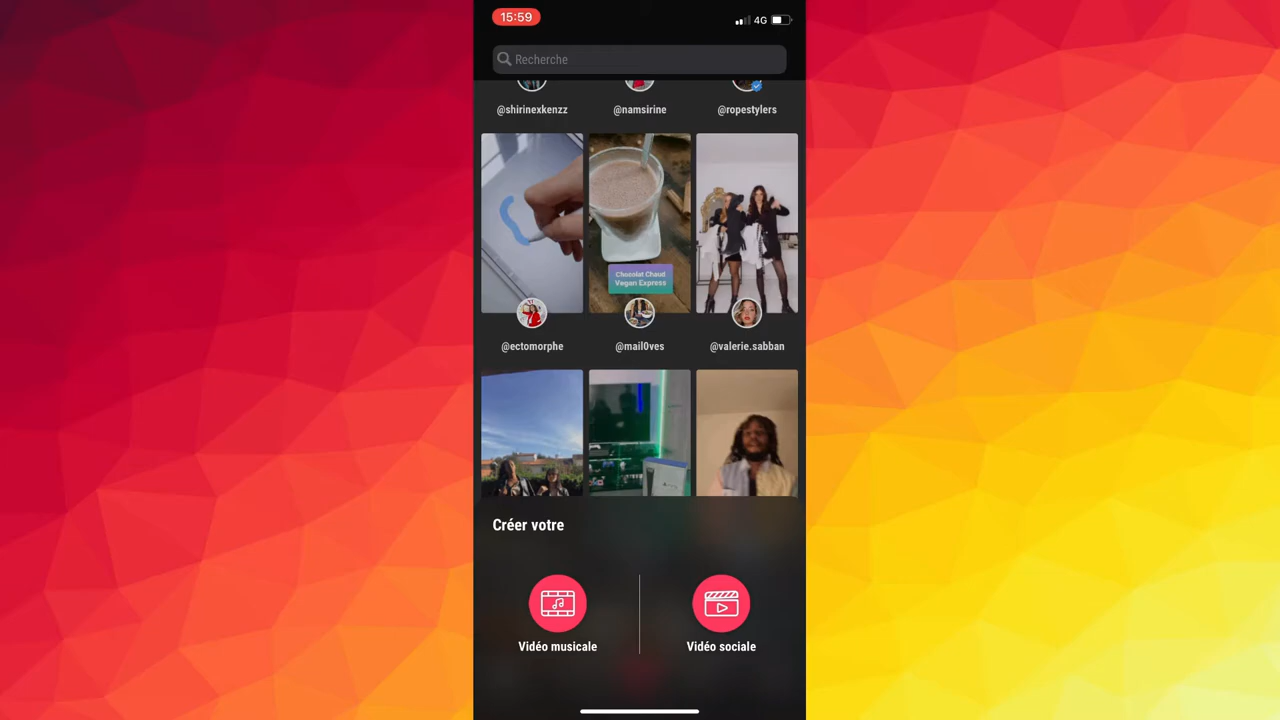 15:59
4G
Recherche
@shirinexkenzz
@namsirine
@ropestylers
Chocolat Chaud
Vegan Express
@ectomorphe
@mail0ves
@valerie.sabban
Créer votre
Vidéo musicale
Vidéo sociale